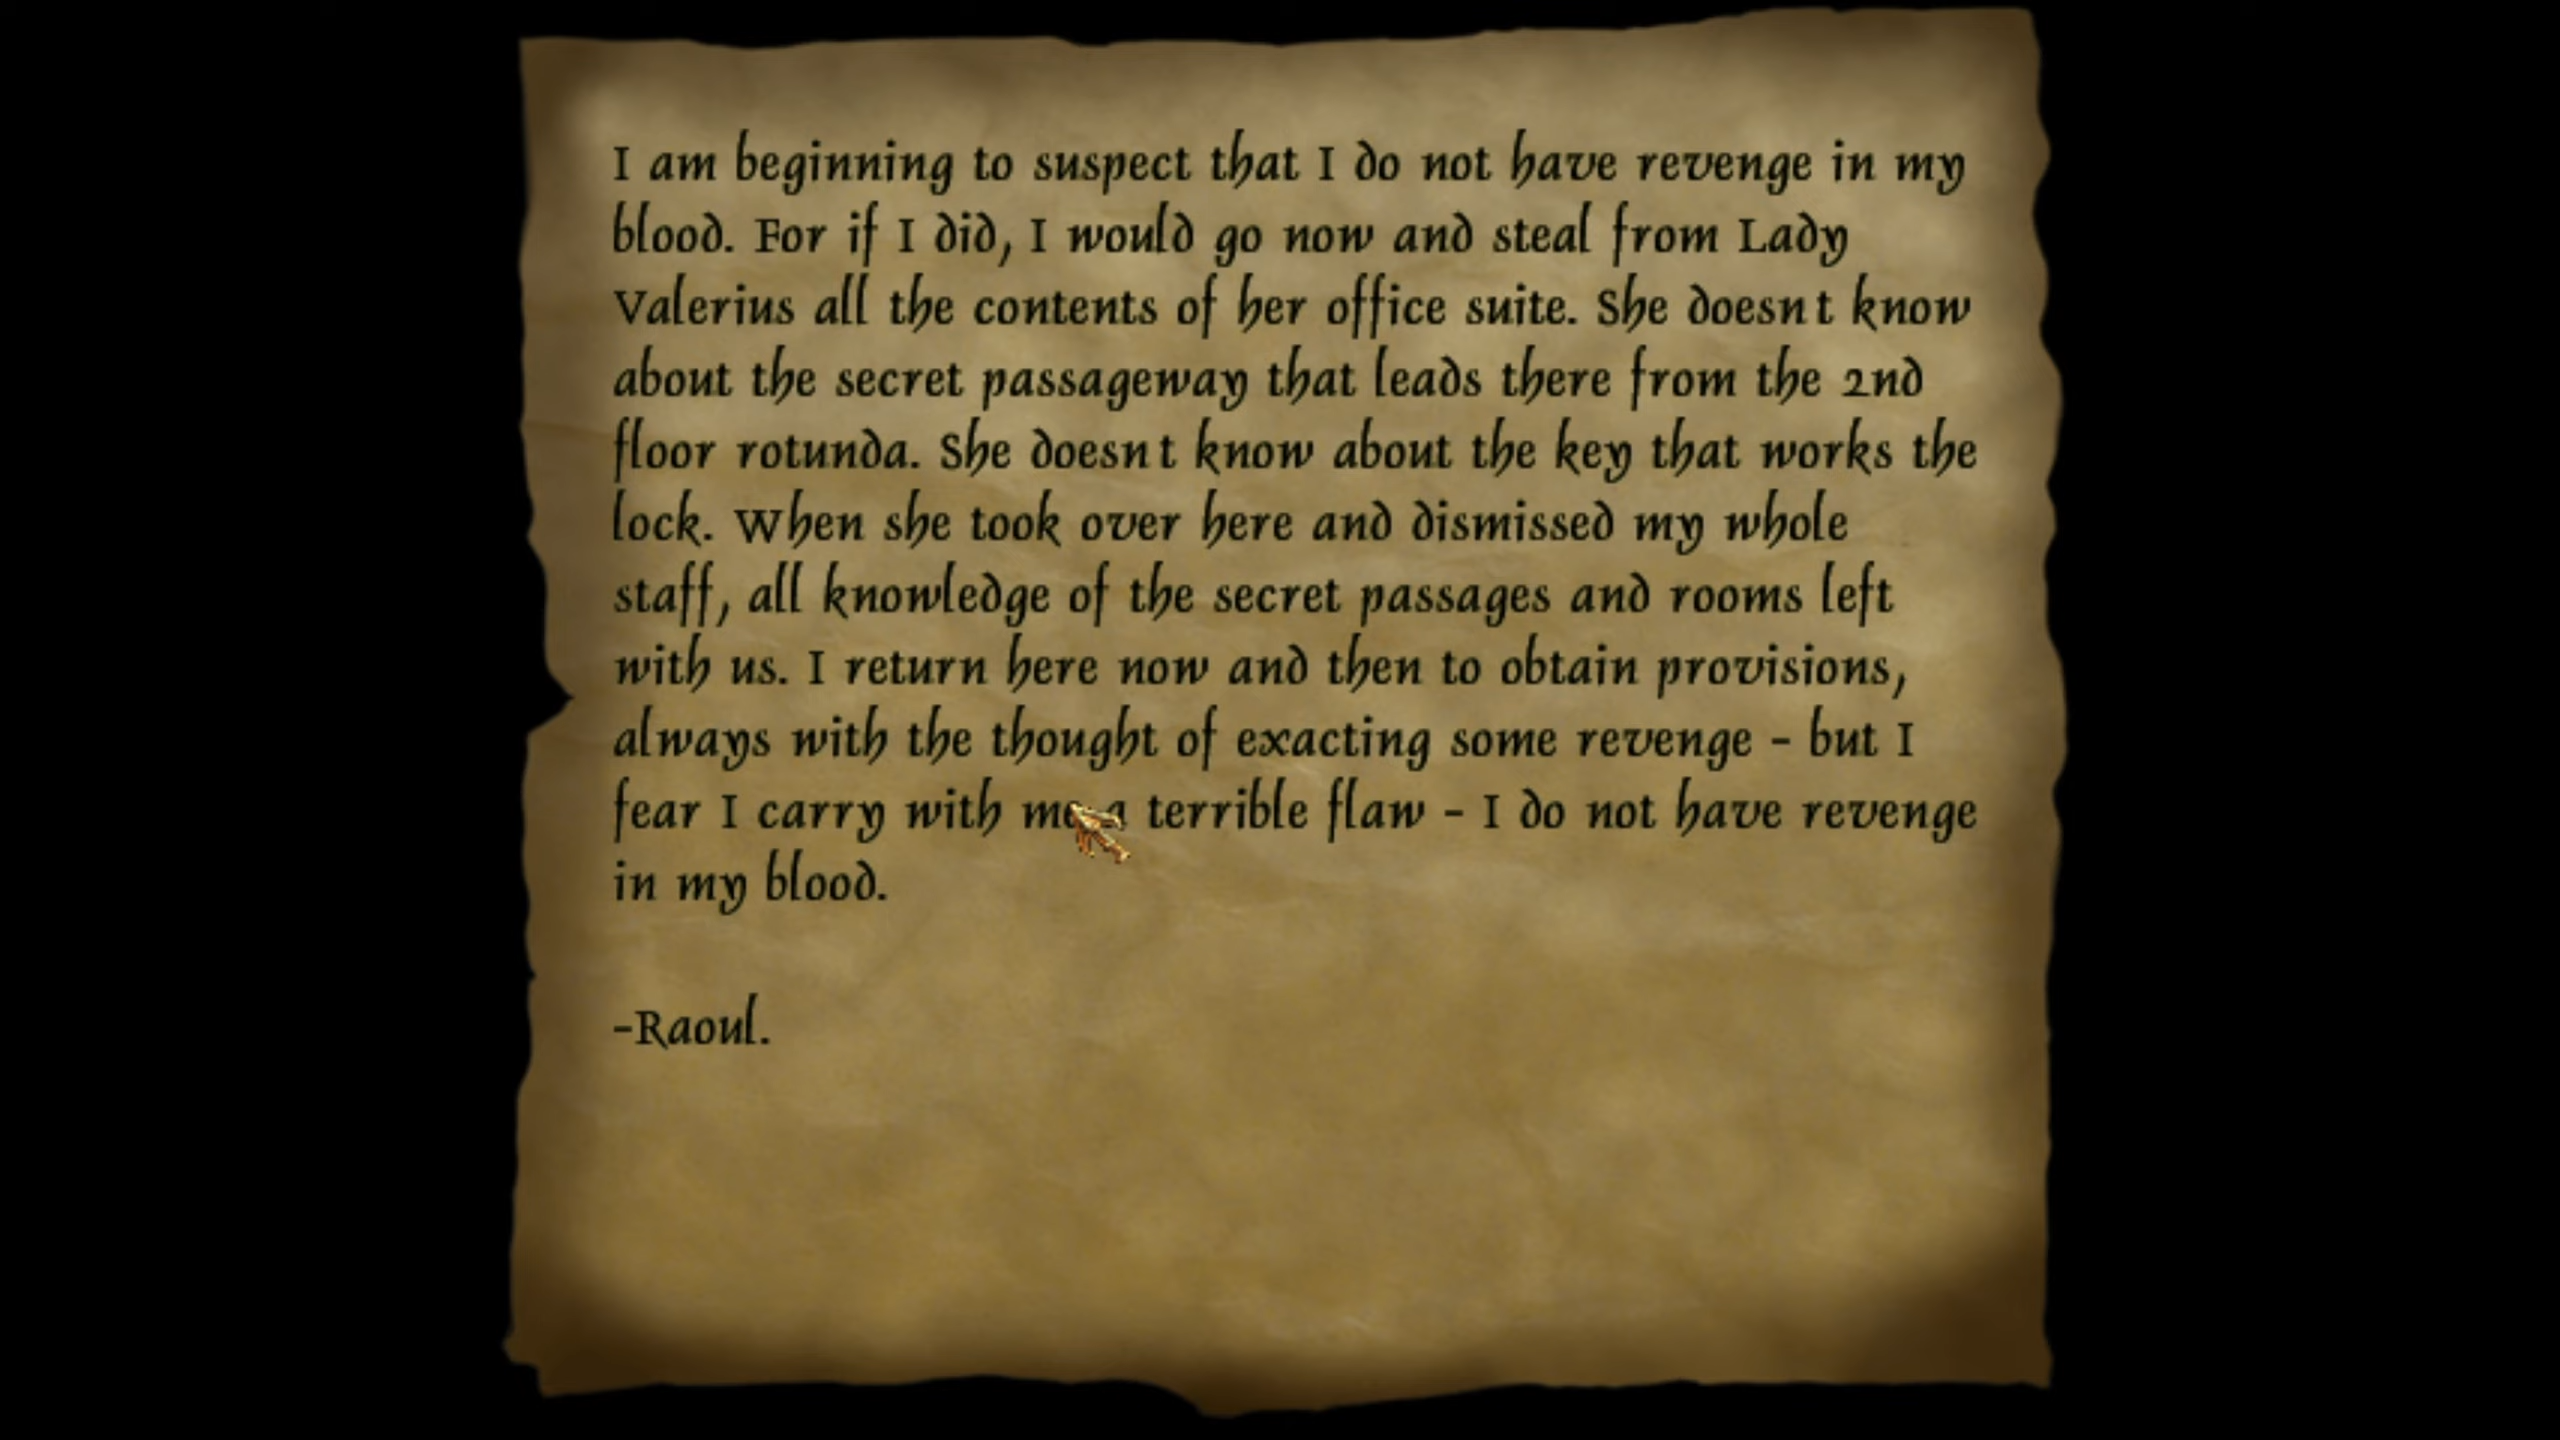 I am beginning to suspect that I do not have revenge in my
blood. For if I did, I would go now and steal from Lady
Valerius all the contents of her office suite. She doesn t know
about the secret passageway that leads there from the 2nd
floor rotunda. She doesn t know about the key that works the
lock. When she took over here and dismissed my whole
staff, all knowledge of the secret passages and rooms left
with us. I return here now and then to obtain provisions,
always with the thought of exacting some revenge - but I
fear I carry with me a terrible flaw - I do not have revenge
in my blood.
-Raoul.